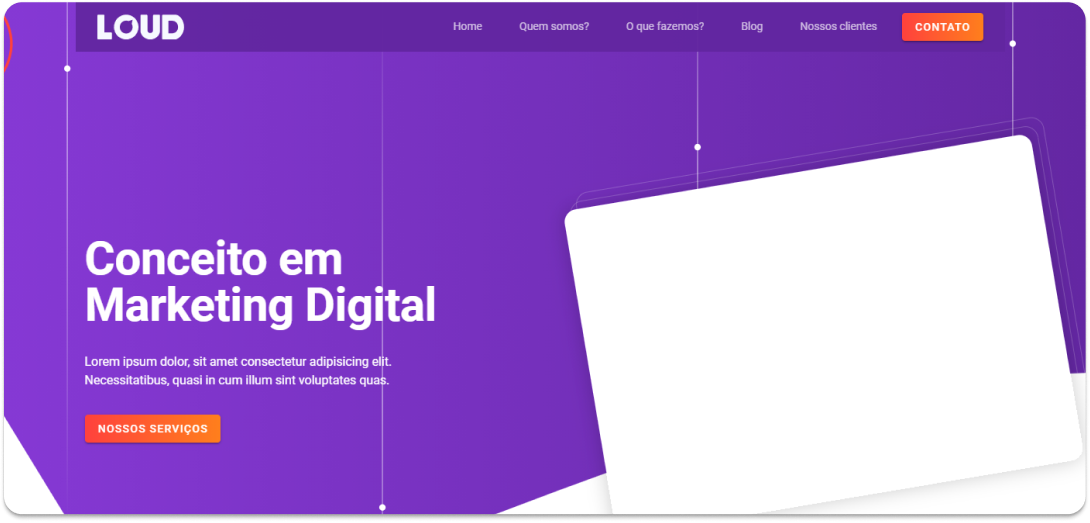 LOUD
Home Quem somos? O que fazemos? Blog Nossos clientes CONTATO
Conceito em
Marketing Digital
Lorem ipsum dolor, sit amet consectetur adipisicing elit.
Necessitatibus, quasi in cum illum sint voluptates quas.
NOSSOS SERVIÇOS